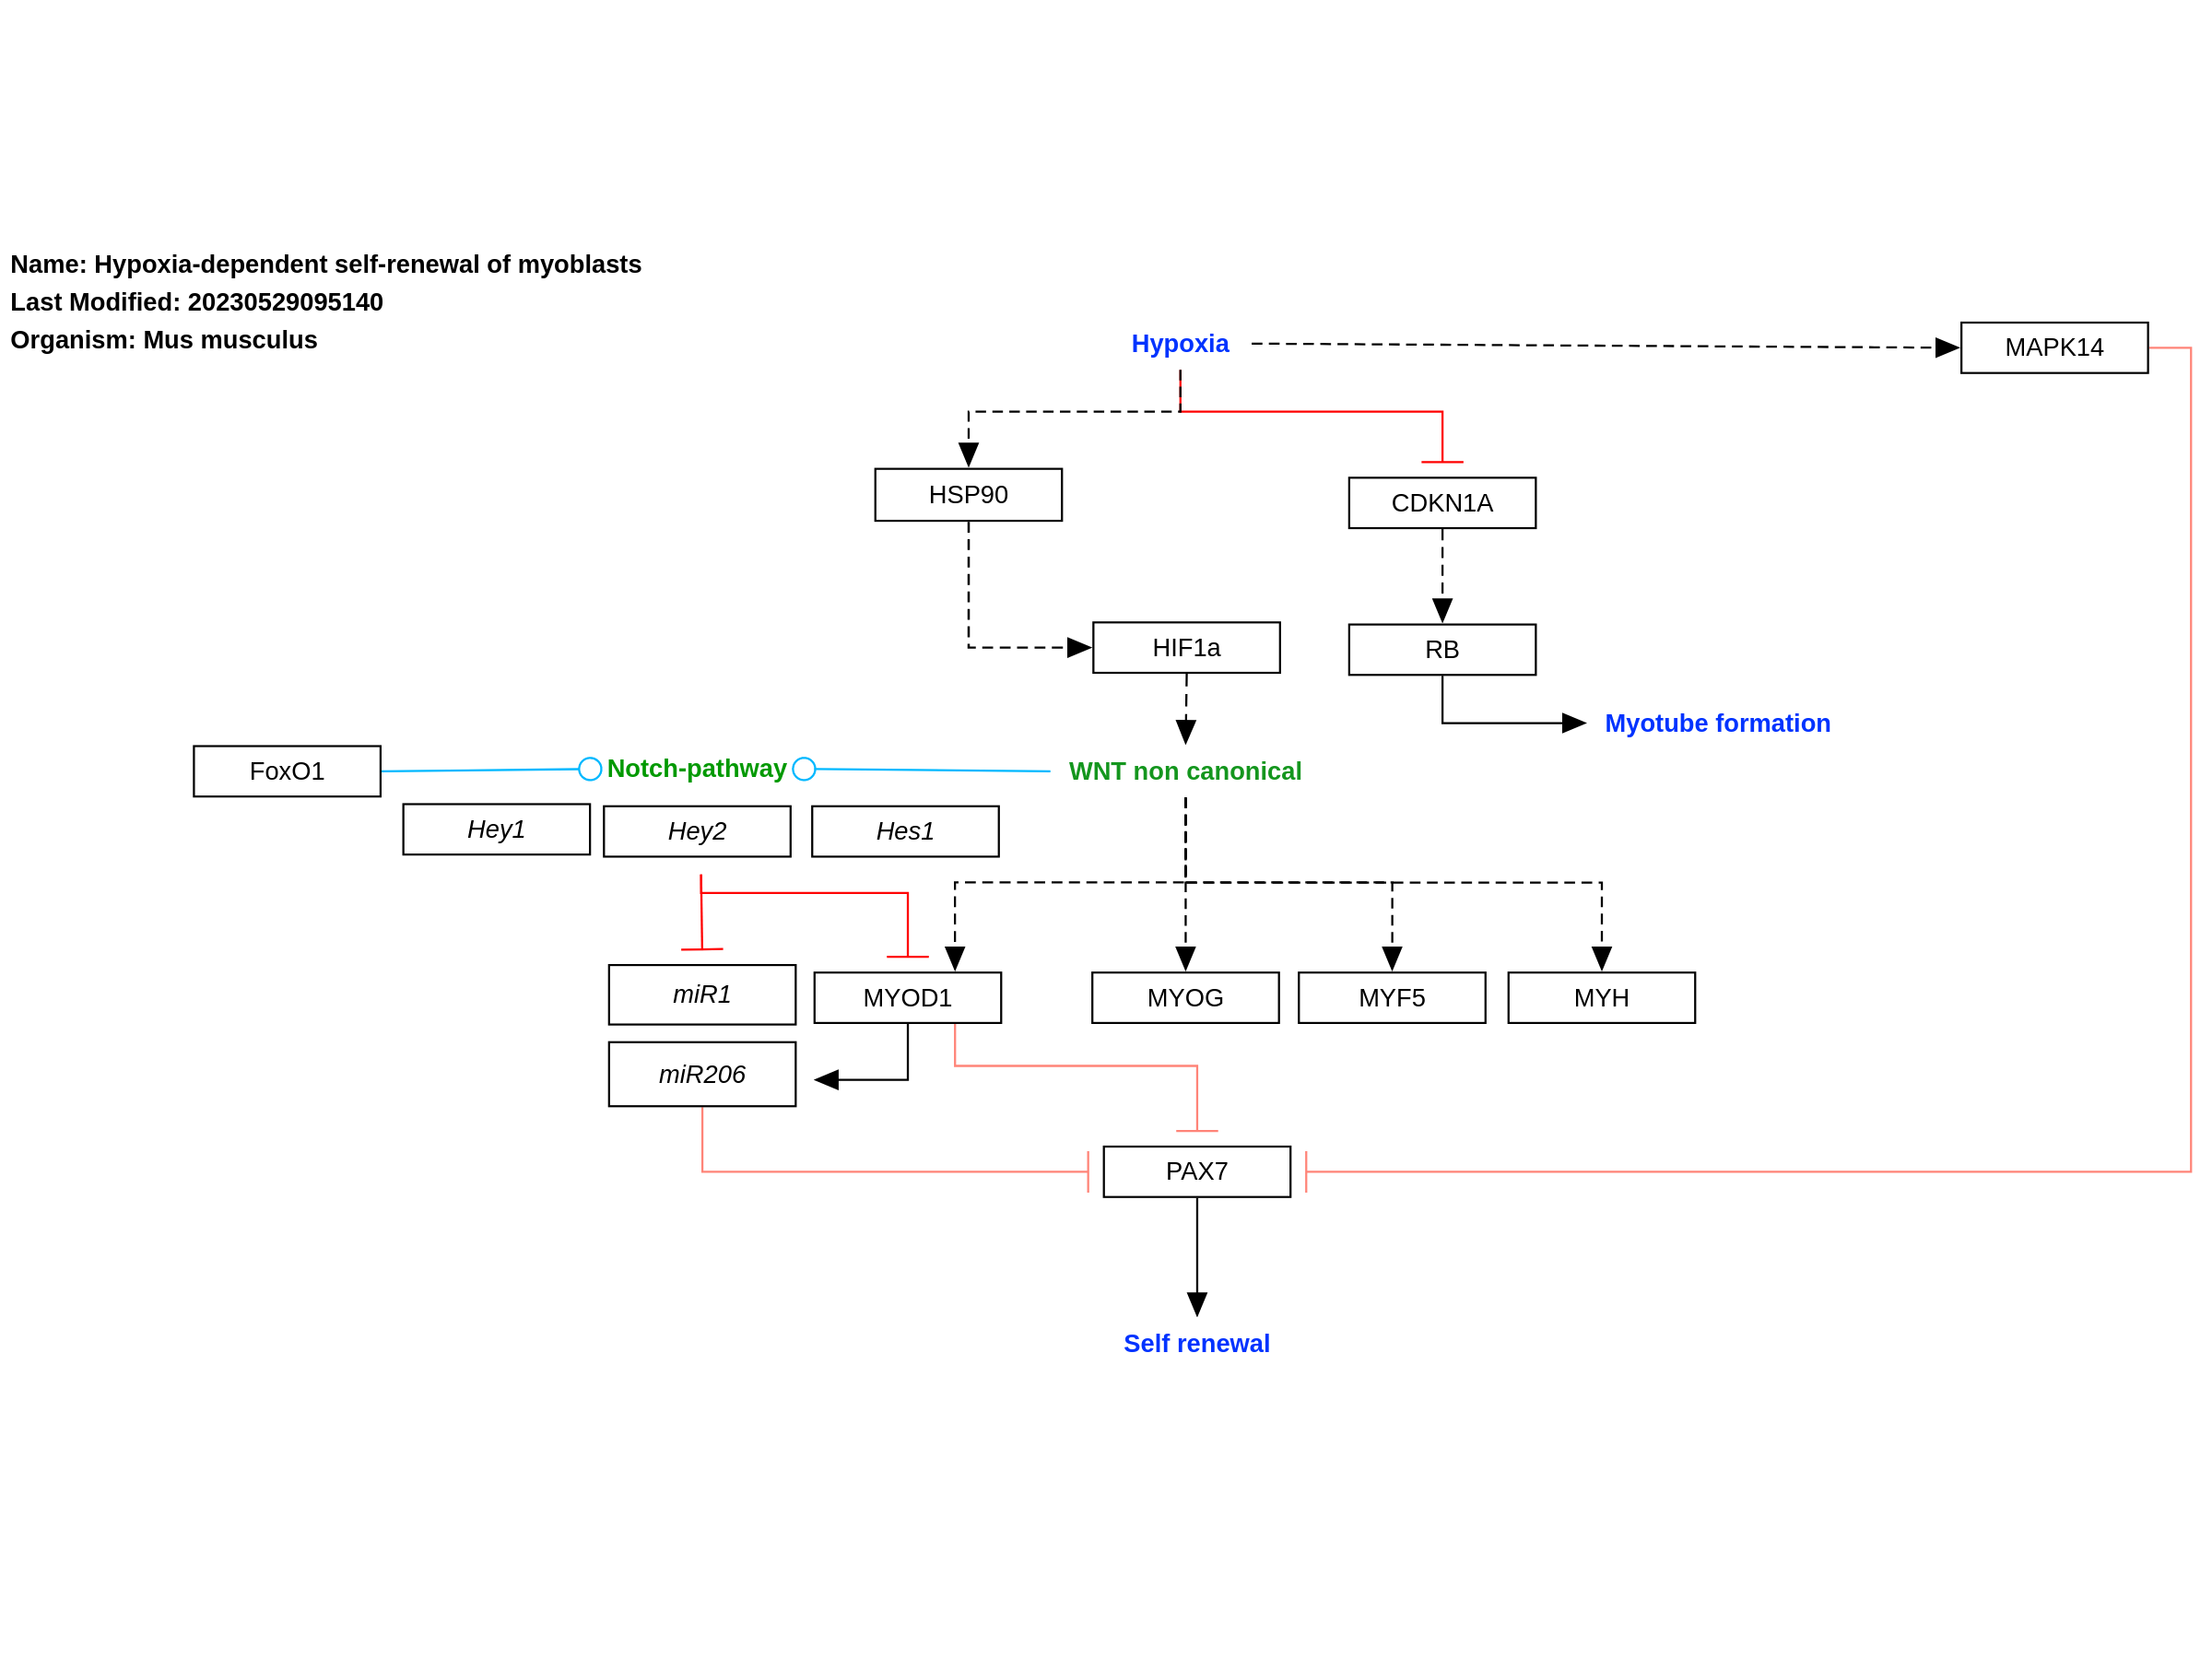 Name: Hypoxia-dependent self-renewal of myoblasts
Last Modified: 20230529095140
Organism: Mus musculus
Hypoxia
MAPK14
HSP90
CDKN1A
HIF1a
RB
Myotube formation
FoxO1
Notch-pathway
WNT non canonical
Hey1
Hey2
Hes1
miR1
MYOD1
MYOG
MYF5
MYH
miR206
PAX7
Self renewal